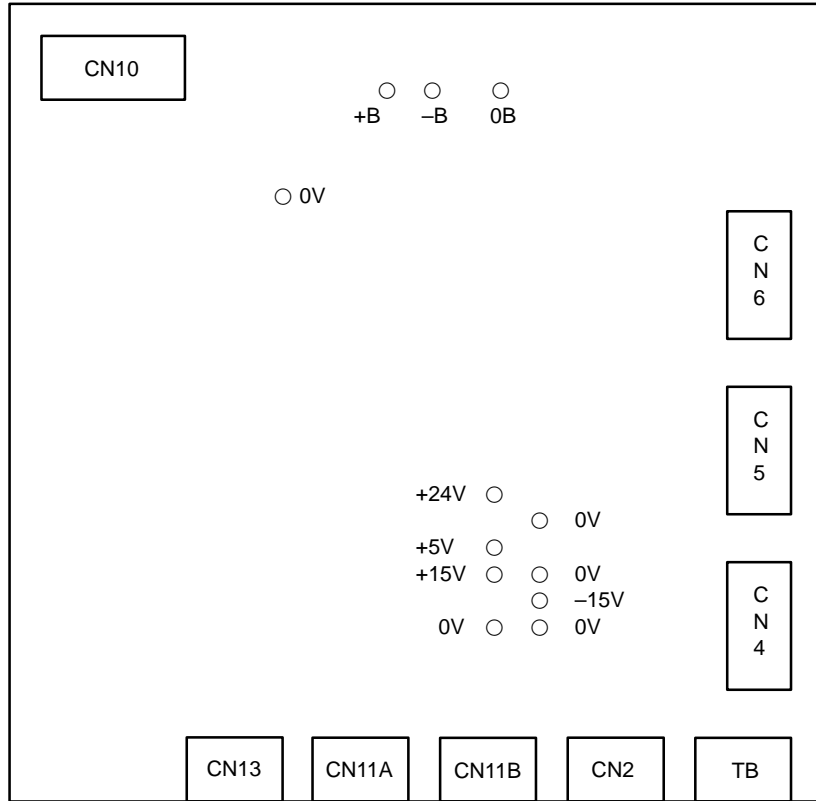 CN10
+B –B 0B
0V
C
N
6
C
N
5
+24V
0V
+5V
+15V 0V
–15V
0V 0V
C
N
4
CN13 CN11A CN11B CN2 TB